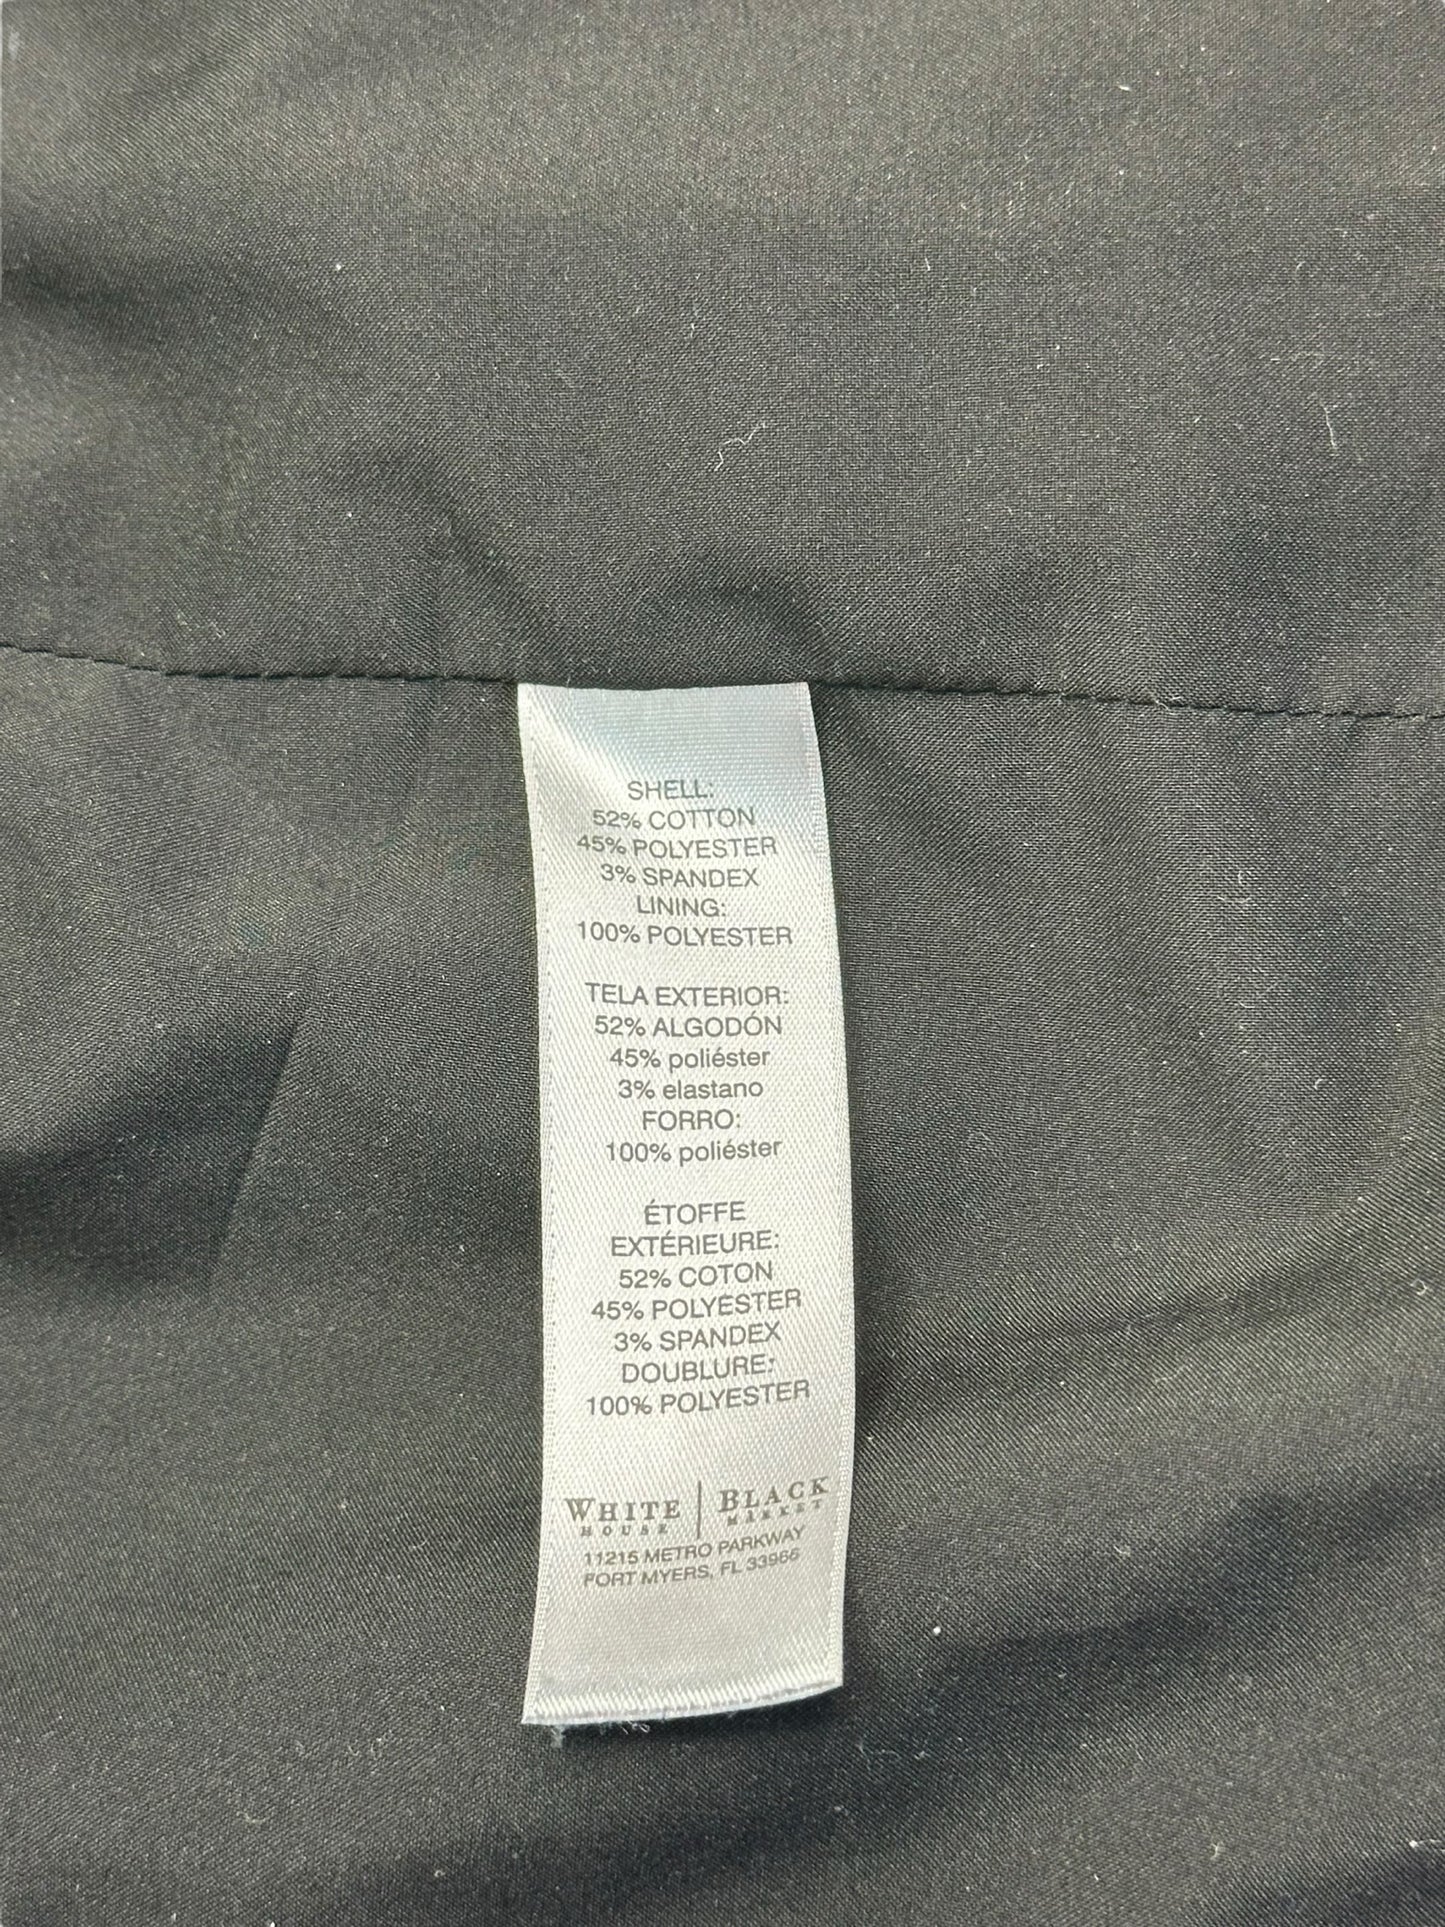 SHELL:
52% COTTON
45% POLYESTER
3% SPANDEX
LINING:
100% POLYESTER
TELA EXTERIOR:
52% ALGODÓN
45% poliéster
3% elastano
FORRO:
100% poliéster
ÉTOFFE
EXTÉRIEURE:
52% COTON
45% POLYESTER
3% SPANDEX
DOUBLURE:
100% POLYESTER
WHITE | BLACK
HOUSE MARKET
11215 METRO PARKWAY
FORT MYERS, FL 33966